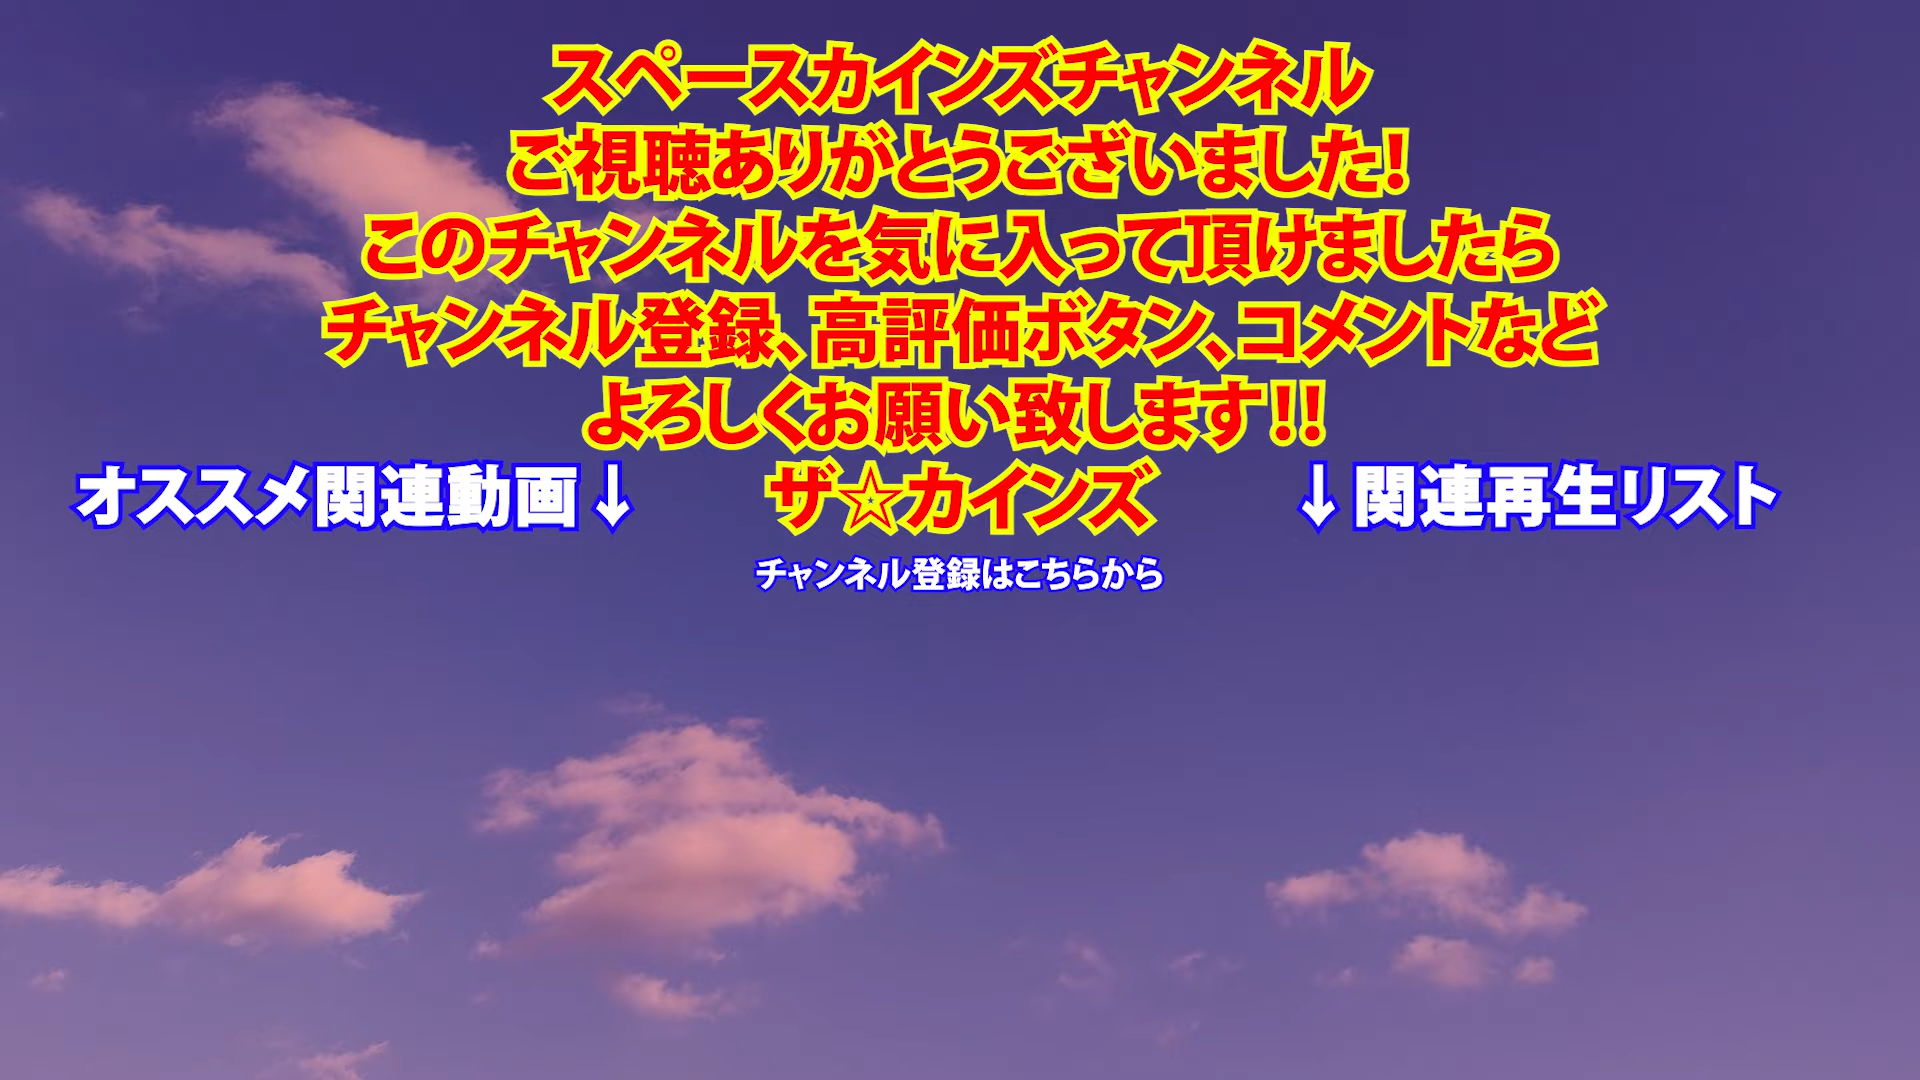 スペースカインズチャンネル
ご視聴ありがとうございました!
このチャンネルを気に入って頂けましたら
チャンネル登録、高評価ボタン、コメントなど
よろしくお願い致します!!
オススメ関連動画↓
ザ☆カインズ
↓関連再生リスト
チャンネル登録はこちらから